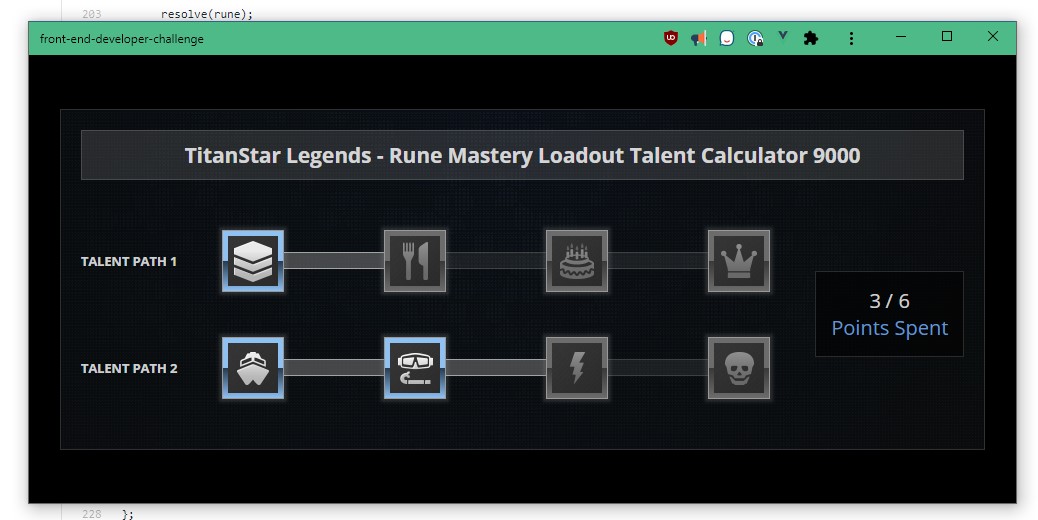 203 resolve(rune);
front-end-developer-challenge
TitanStar Legends - Rune Mastery Loadout Talent Calculator 9000
TALENT PATH 1
3 / 6
Points Spent
TALENT PATH 2
228 };